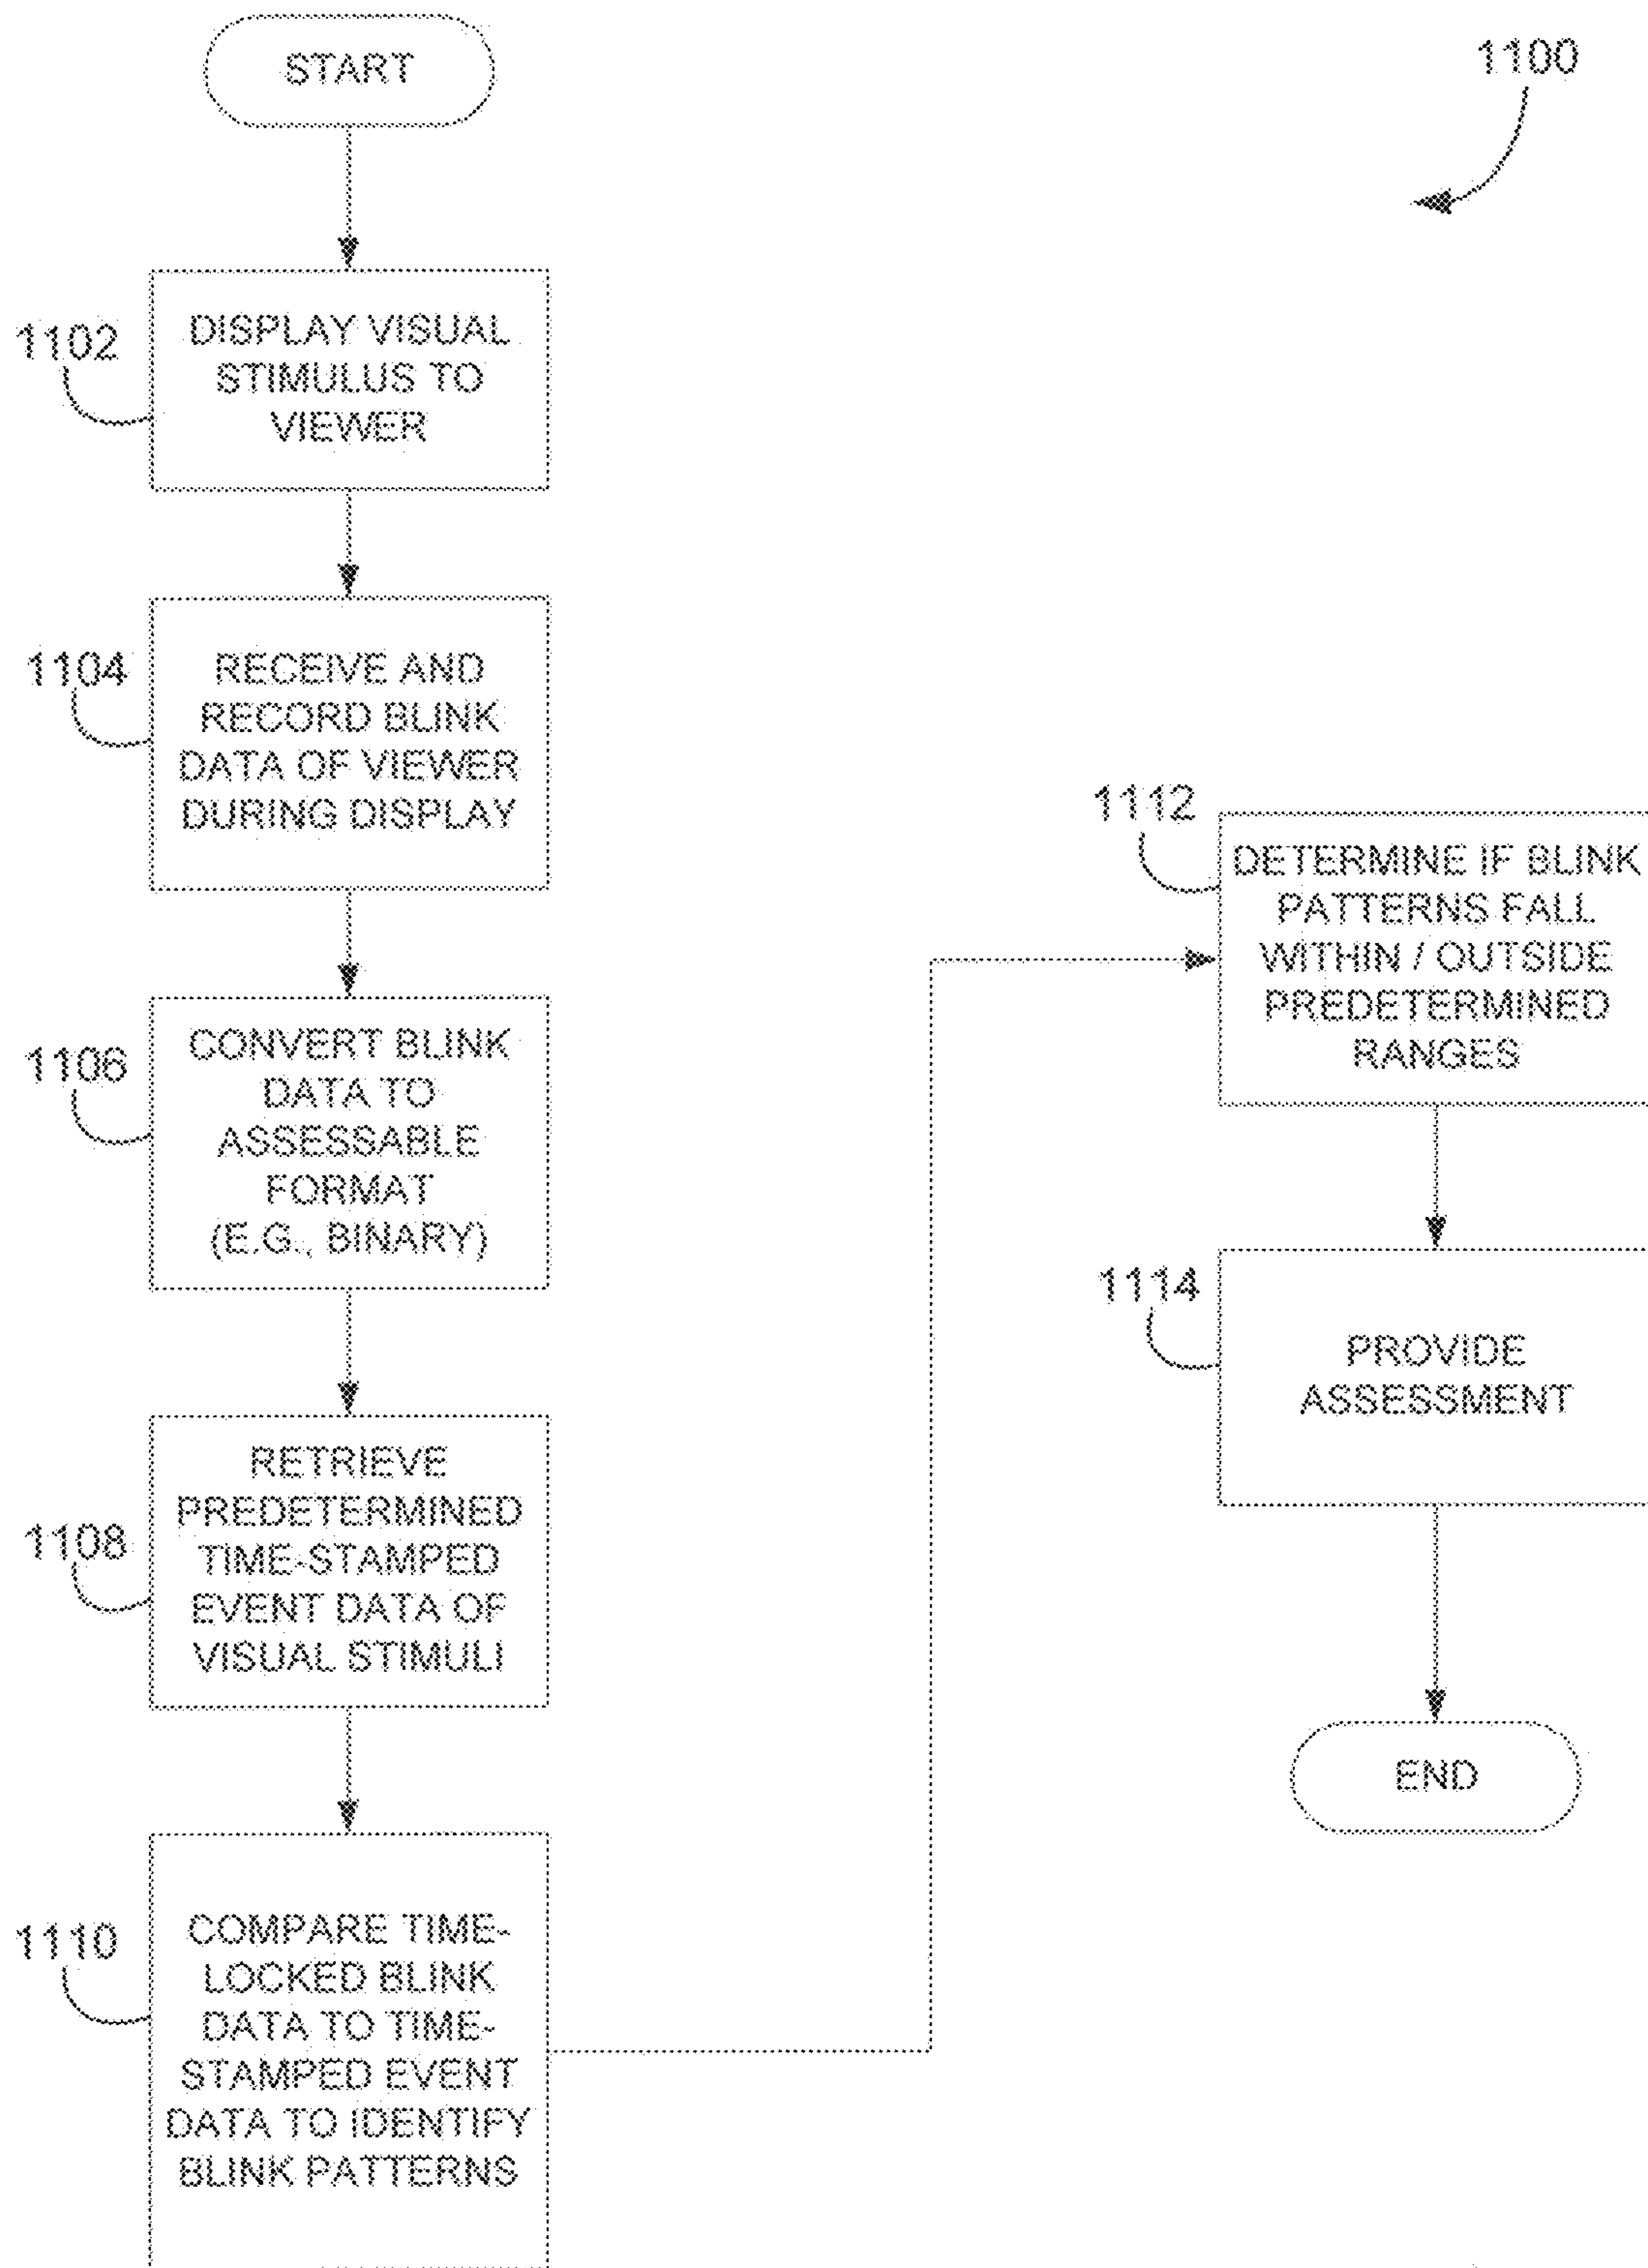 START
1100
1102
DISPLAY VISUAL
STIMULUS TO
VIEWER
1104
RECEIVE AND
RECORD BLINK
DATA OF VIEWER
DURING DISPLAY
1106
CONVERT BLINK
DATA TO
ASSESSABLE
FORMAT
(E.G., BINARY)
1108
RETRIEVE
PREDETERMINED
TIME-STAMPED
EVENT DATA OF
VISUAL STIMULI
1110
COMPARE TIME-
LOCKED BLINK
DATA TO TIME-
STAMPED EVENT
DATA TO IDENTIFY
BLINK PATTERNS
1112
DETERMINE IF BLINK
PATTERNS FALL
WITHIN / OUTSIDE
PREDETERMINED
RANGES
1114
PROVIDE
ASSESSMENT
END